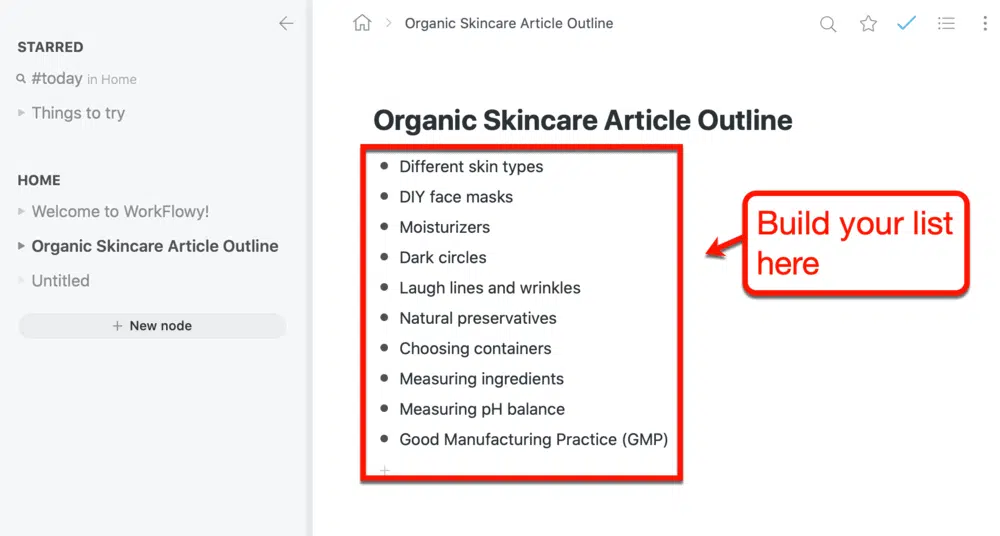 STARRED
#today in Home
Things to try
HOME
Welcome to WorkFlowy!
Organic Skincare Article Outline
Untitled
+ New node
Organic Skincare Article Outline
Organic Skincare Article Outline
Different skin types
DIY face masks
Moisturizers
Dark circles
Laugh lines and wrinkles
Natural preservatives
Choosing containers
Measuring ingredients
Measuring pH balance
Good Manufacturing Practice (GMP)
+
Build your list
here